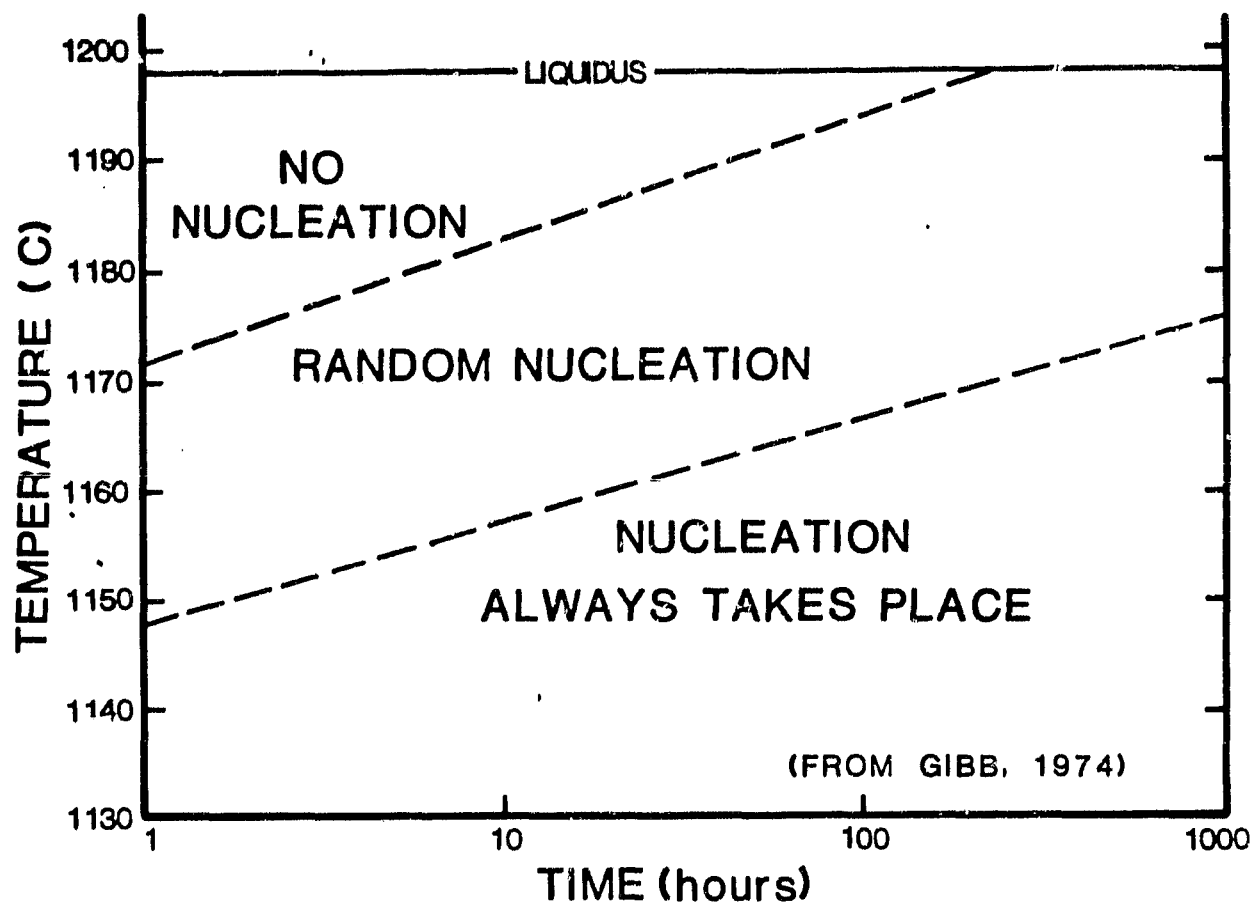 1200
LIQUIDUS
1190
NO
NUCLEATION
1180
1170
RANDOM NUCLEATION
1160
NUCLEATION
ALWAYS TAKES PLACE
1150
1140
(FROM GIBB, 1974)
1130
1
10
100
1000
TIME (hours)
TEMPERATURE (C)